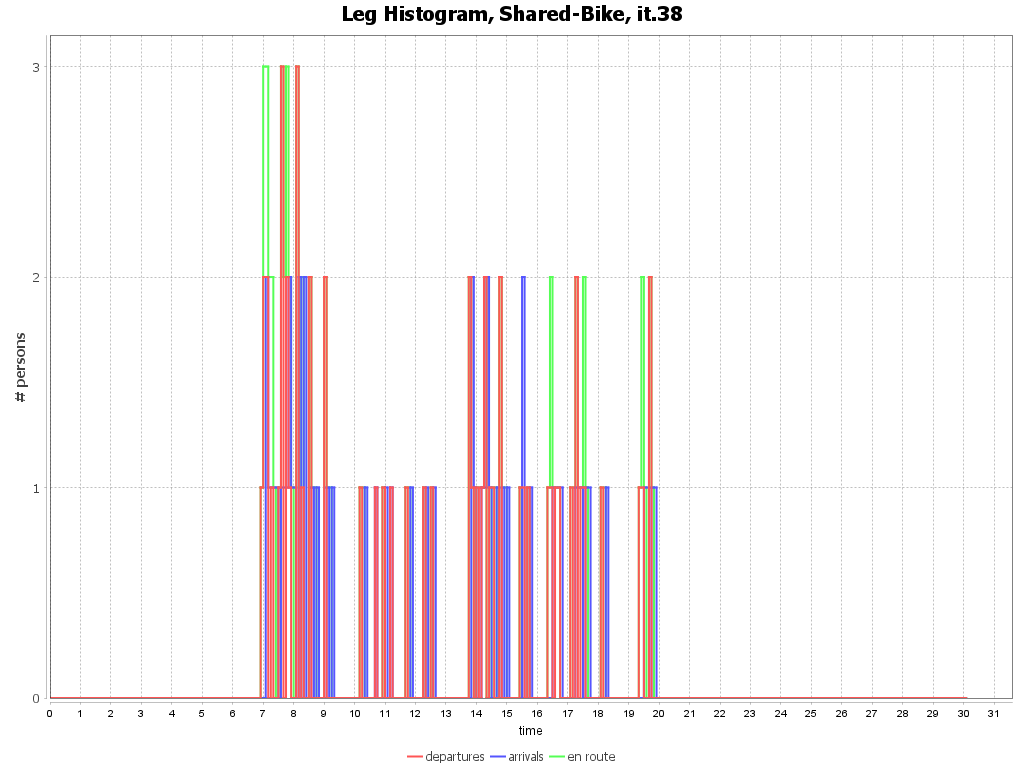 Leg Histogram, Shared-Bike, it.38
3
2
1
0
# persons
0 1 2 3 4 5 6 7 8 9 10 11 12 13 14 15 16 17 18 19 20 21 22 23 24 25 26 27 28 29 30 31
time
departures arrivals en route